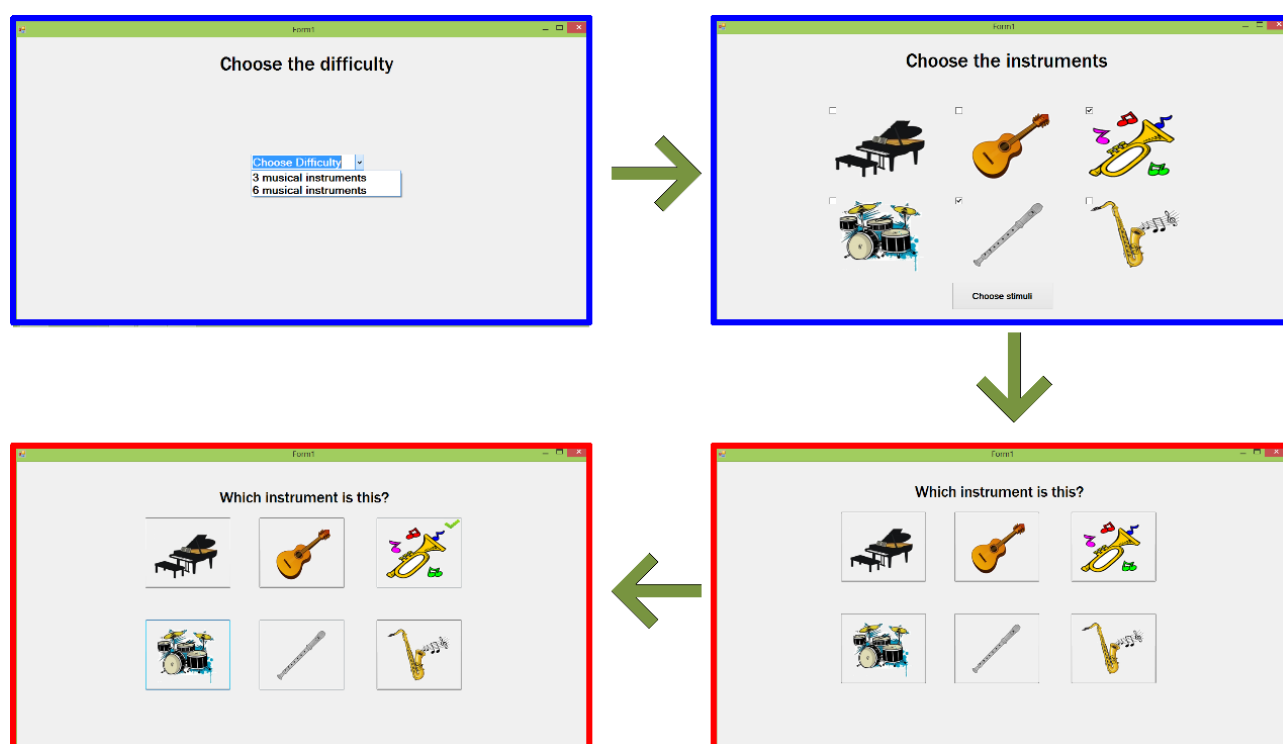 Form1
Choose the difficulty
Choose Difficulty
3 musical instruments
6 musical instruments
Form1
Choose the instruments
Choose stimuli
Form1
Which instrument is this?
Form1
Which instrument is this?